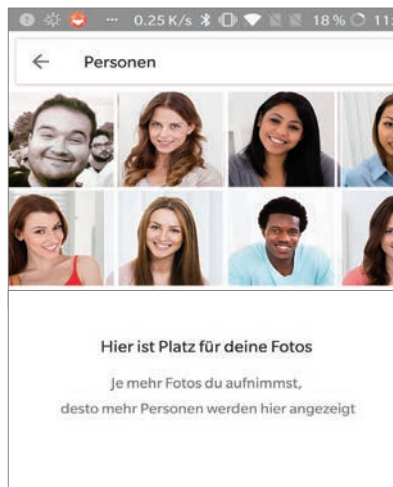 0.25 K/s 18 % 11:
Personen
Hier ist Platz für deine Fotos
Je mehr Fotos du aufnimmst,
desto mehr Personen werden hier angezeigt